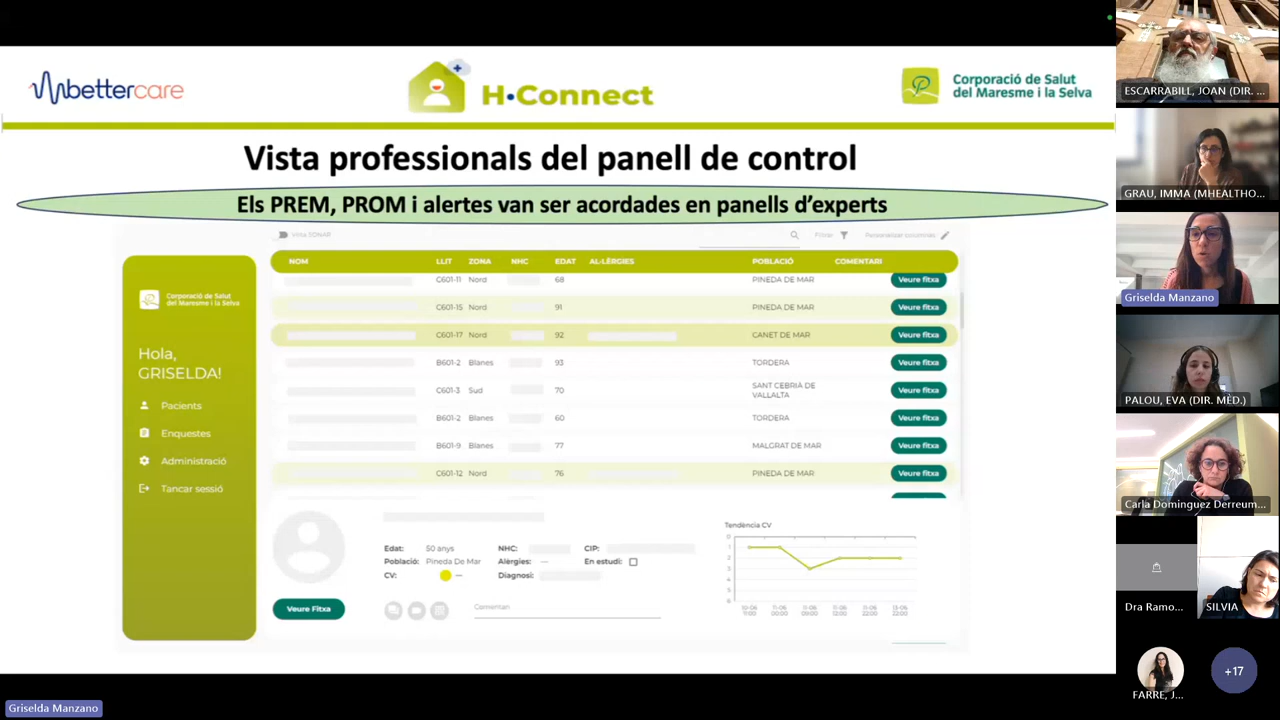 bettercare
H•Connect
Corporació de Salut
del Maresme i la Selva
Vista professionals del panell de control
Els PREM, PROM i alertes van ser acordades en panells d'experts
Filtrar
Personalitzar columnes
NOM LLIT ZONA NHC EDAT AL·LÈRGIES POBLACIÓ COMENTARI
C601-11 Nord 68 PINEDA DE MAR Veure fitxa
C601-15 Nord 91 PINEDA DE MAR Veure fitxa
C601-17 Nord 92 CANET DE MAR Veure fitxa
B601-2 Blanes 93 TORDERA Veure fitxa
C601-3 Sud 70 SANT CEBRIÀ DE VALLALTA Veure fitxa
B601-2 Blanes 60 TORDERA Veure fitxa
B601-9 Blanes 77 MALGRAT DE MAR Veure fitxa
C601-12 Nord 76 PINEDA DE MAR Veure fitxa
Corporació de Salut
del Maresme i la Selva
Hola,
GRISELDA!
Pacients
Enquestes
Administració
Tancar sessió
Edat: 50 anys NHC: CIP:
Població: Pineda De Mar Alèrgies: — En estudi:
CV: — Diagnosi:
Veure Fitxa
Comentari
Tendència CV
ESCARRABILL, JOAN (DIR. ...
GRAU, IMMA (MHEALTHO...
Griselda Manzano
PALOU, EVA (DIR. MÈD.)
Carla Dominguez Derreum...
Dra Ramo...
SILVIA
FARRE, J...
+17
Griselda Manzano